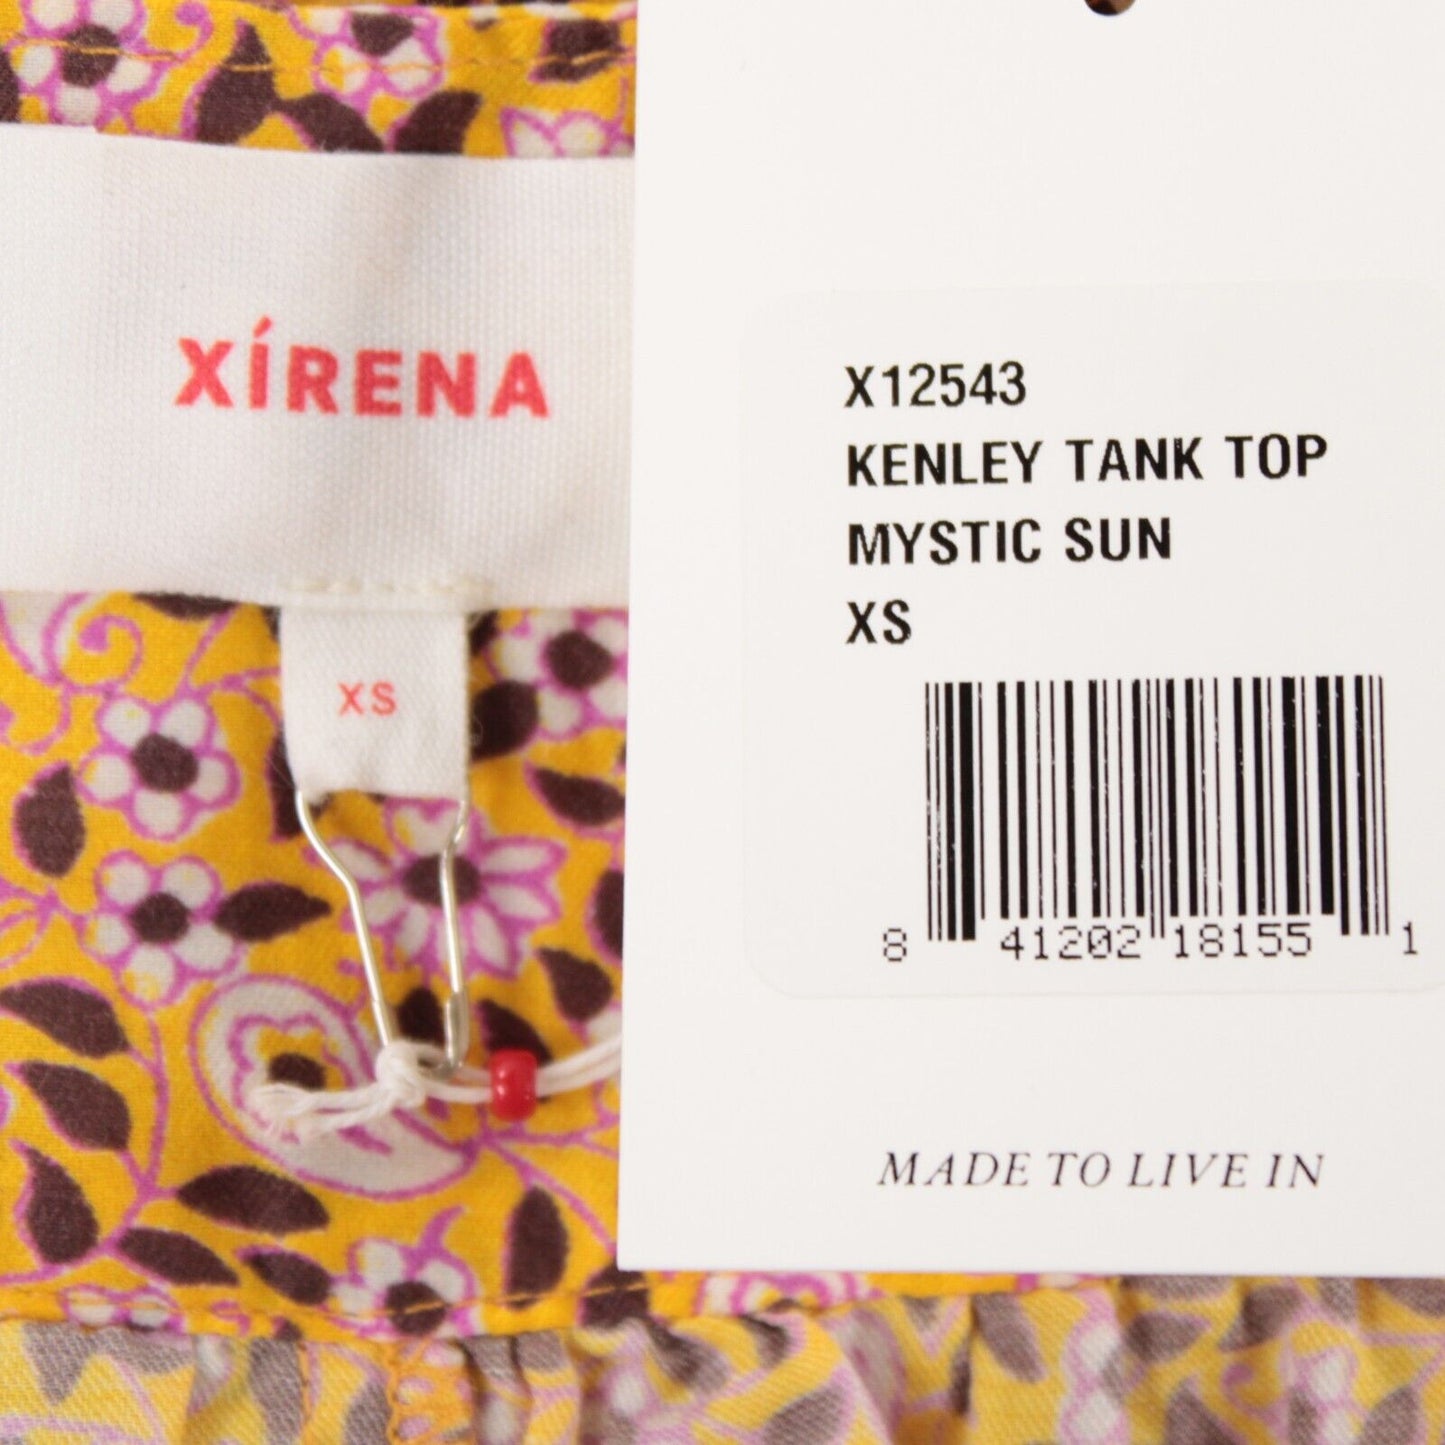 XÍRENA
XS
X12543
KENLEY TANK TOP
MYSTIC SUN
XS
8 41202 18155 1
MADE TO LIVE IN